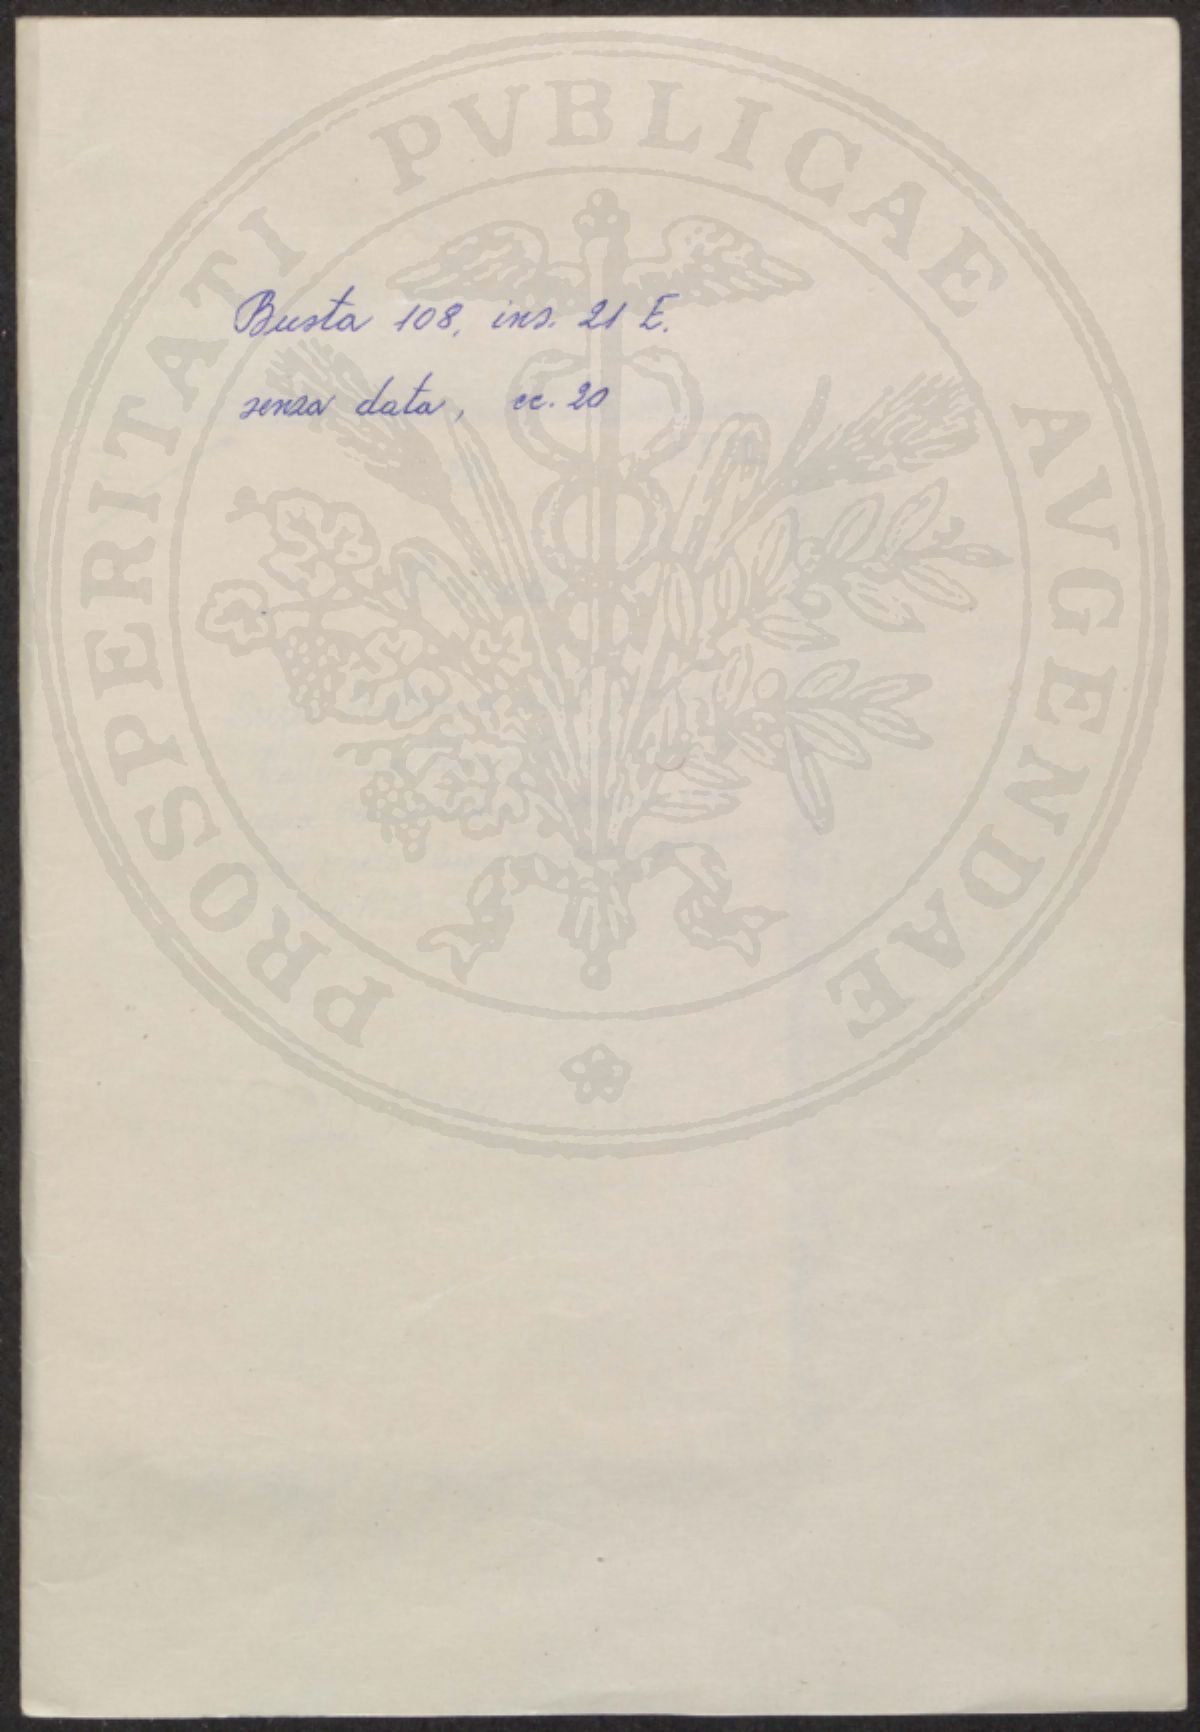 PROSPERITATI PVBLICAE AVGENDAE
Busta 108, ins. 21 E.
senza data, cc. 20